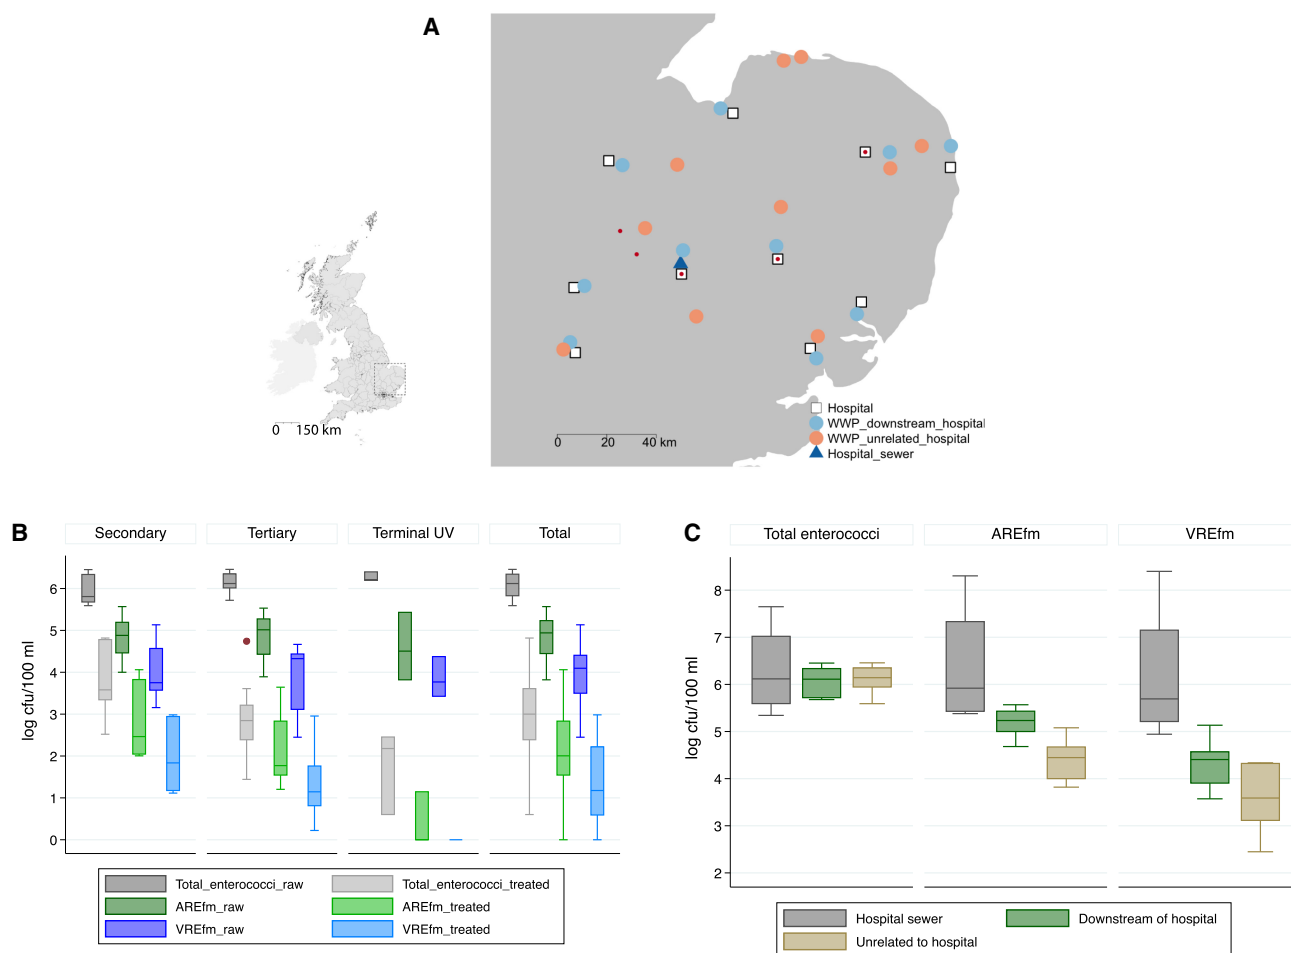 A
0 150 km
0 20 40 km
Hospital
WWP_downstream_hospital
WWP_unrelated_hospital
Hospital_sewer
B
Secondary Tertiary Terminal UV Total
log cfu/100 ml
6
5
4
3
2
1
0
Total_enterococci_raw Total_enterococci_treated
AREfm_raw AREfm_treated
VREfm_raw VREfm_treated
C
Total enterococci AREfm VREfm
log cfu/100 ml
8
7
6
5
4
3
2
Hospital sewer Downstream of hospital
Unrelated to hospital